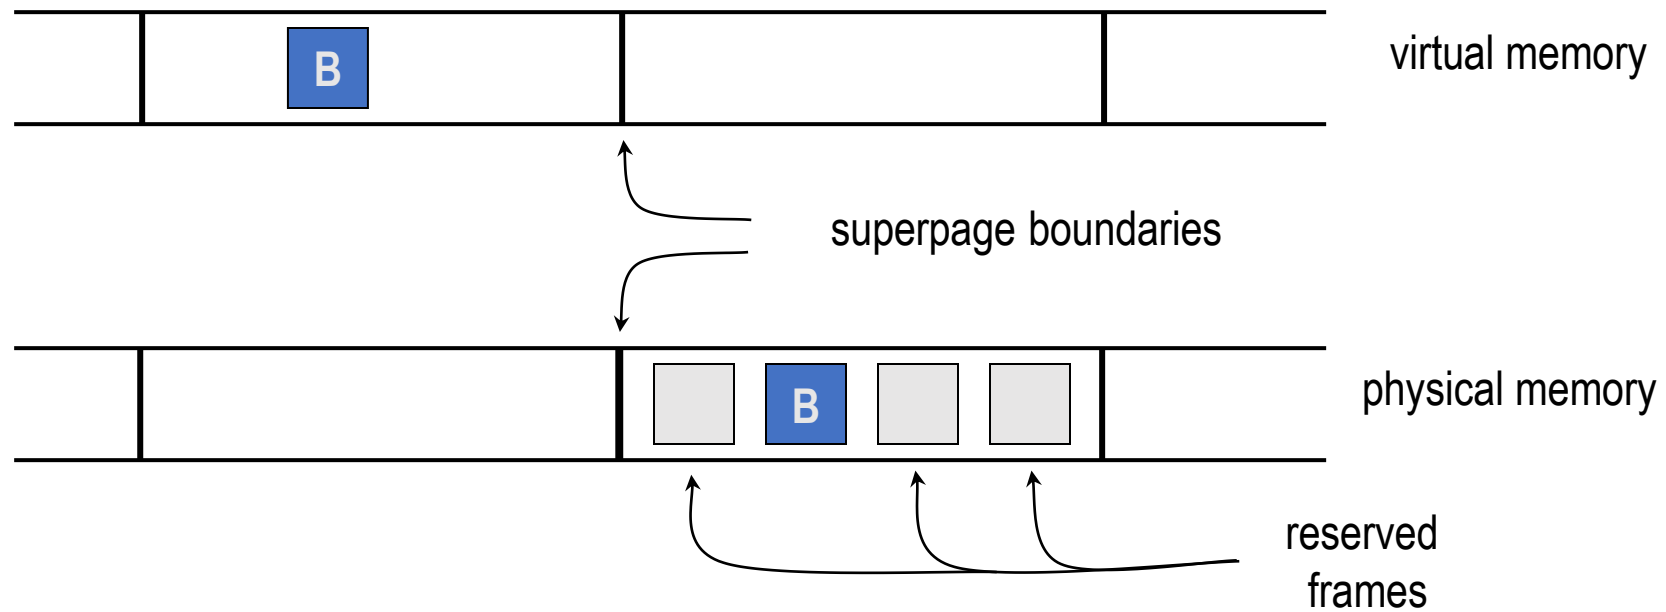 B
virtual memory
superpage boundaries
physical memory
B
reserved
frames